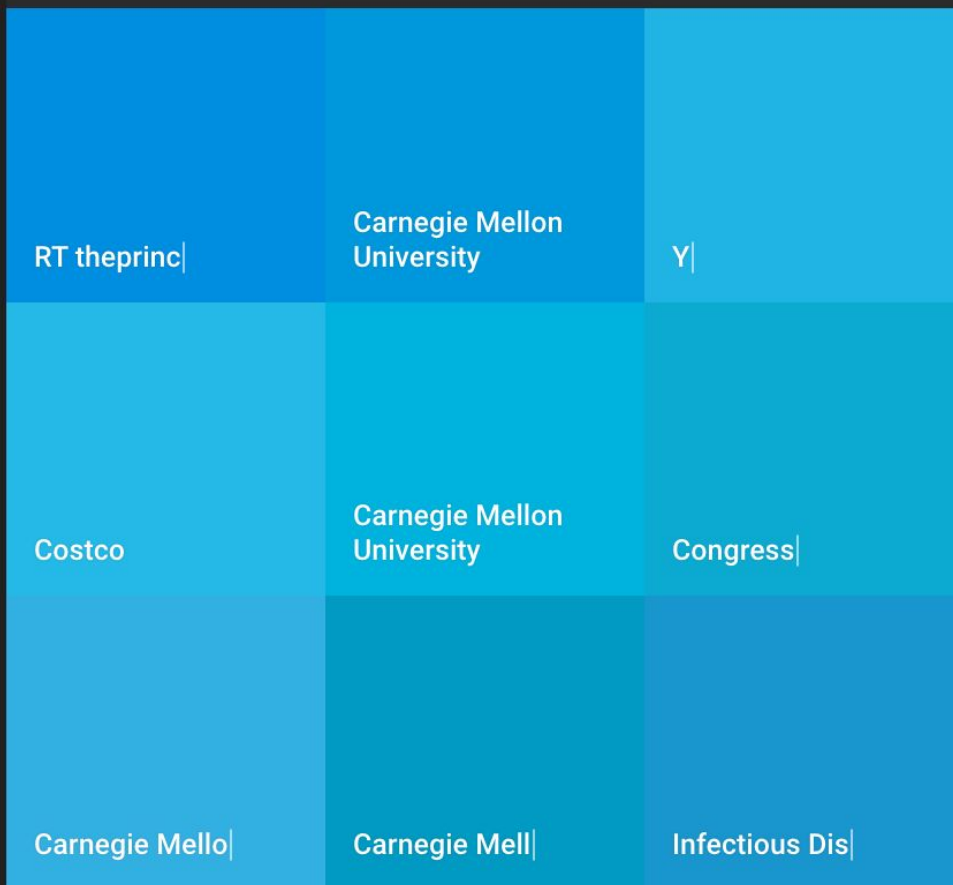 RT theprinc
Carnegie Mellon
University
Y
Costco
Carnegie Mellon
University
Congress
Carnegie Mello
Carnegie Mell
Infectious Dis